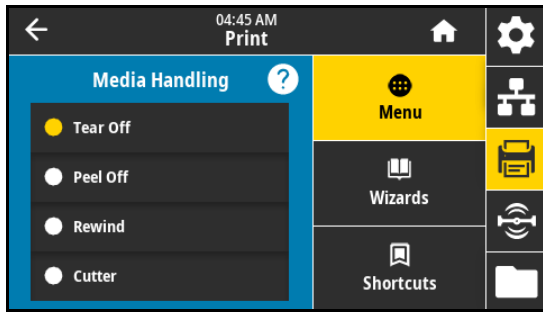 04:45 AM
Print
Media Handling ?
Tear Off
Peel Off
Rewind
Cutter
Menu
Wizards
Shortcuts